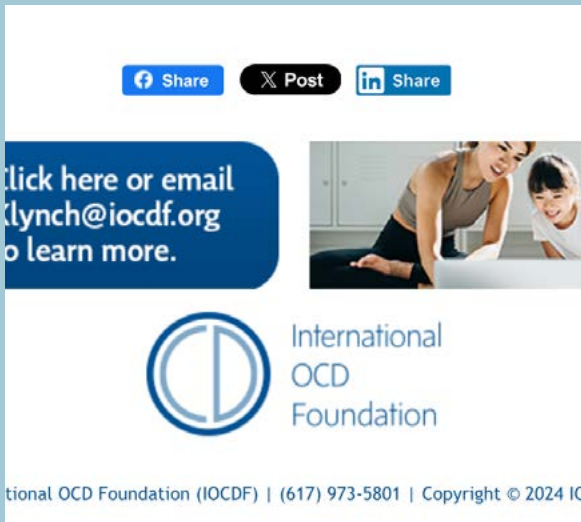 Share
Post
in Share
lick here or email
lynch@iocdf.org
o learn more.
International
OCD
Foundation
tional OCD Foundation (IOCDF) | (617) 973-5801 | Copyright © 2024